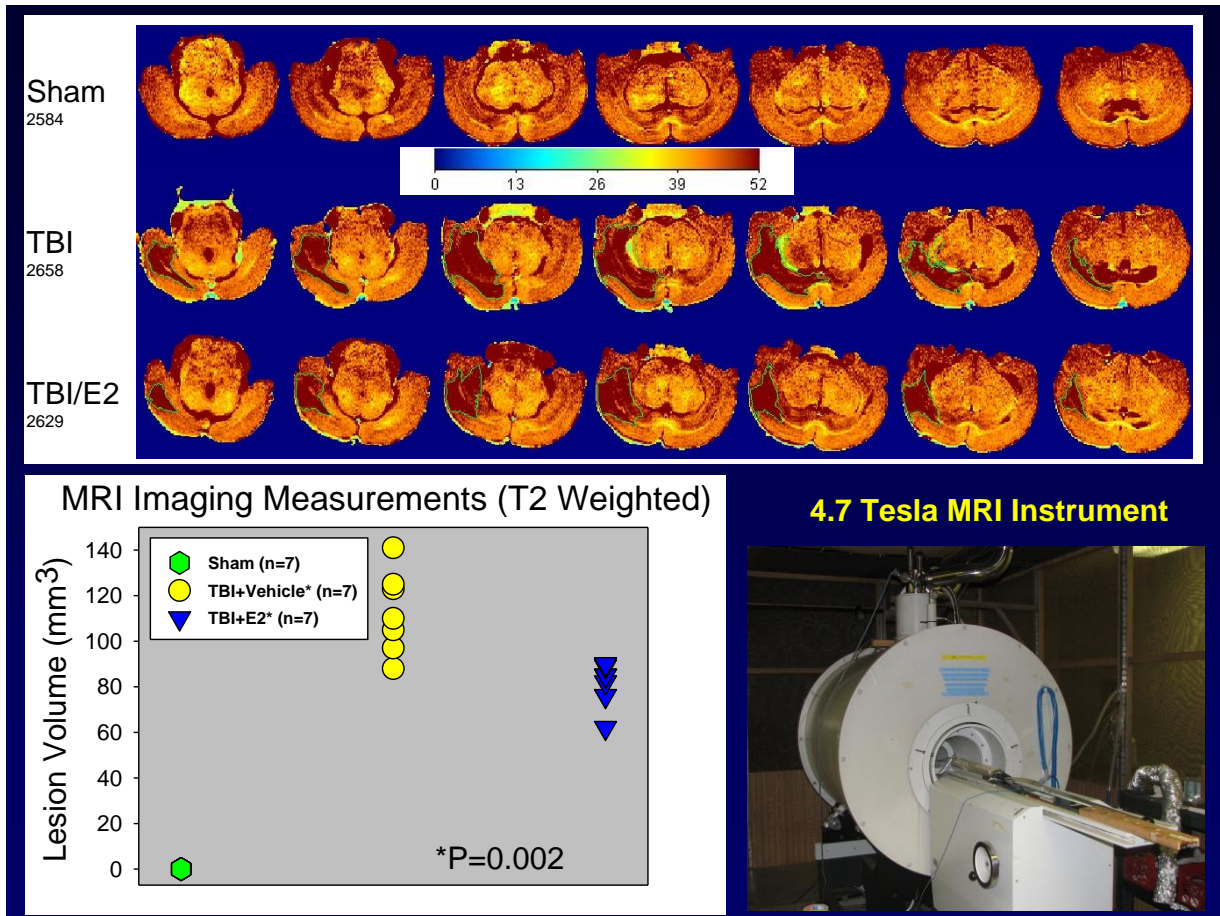 Sham
2584
0 13 26 39 52
TBI
2658
TBI/E2
2629
MRI Imaging Measurements (T2 Weighted)
Lesion Volume (mm3)
140
120
100
80
60
40
20
0
Sham (n=7)
TBI+Vehicle* (n=7)
TBI+E2* (n=7)
*P=0.002
4.7 Tesla MRI Instrument